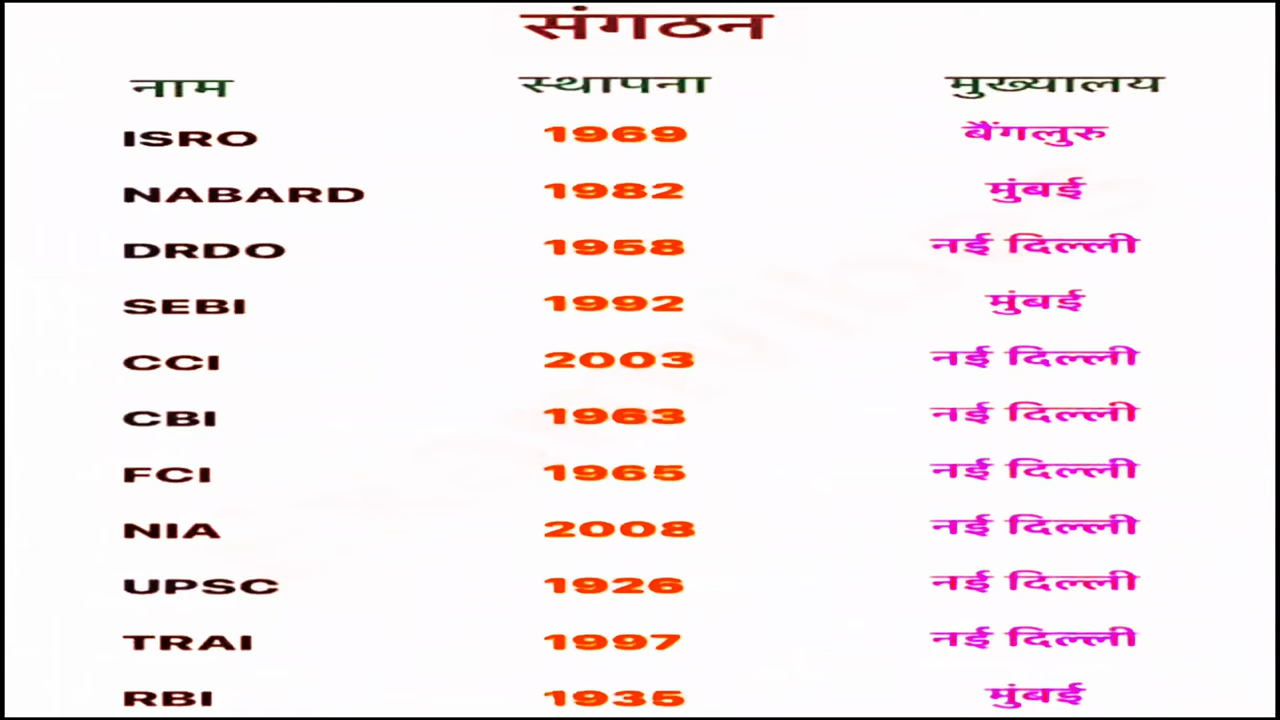 संगठन
नाम स्थापना मुख्यालय
ISRO 1969 बैंगलुरु
NABARD 1982 मुंबई
DRDO 1958 नई दिल्ली
SEBI 1992 मुंबई
CCI 2003 नई दिल्ली
CBI 1963 नई दिल्ली
FCI 1965 नई दिल्ली
NIA 2008 नई दिल्ली
UPSC 1926 नई दिल्ली
TRAI 1997 नई दिल्ली
RBI 1935 मुंबई